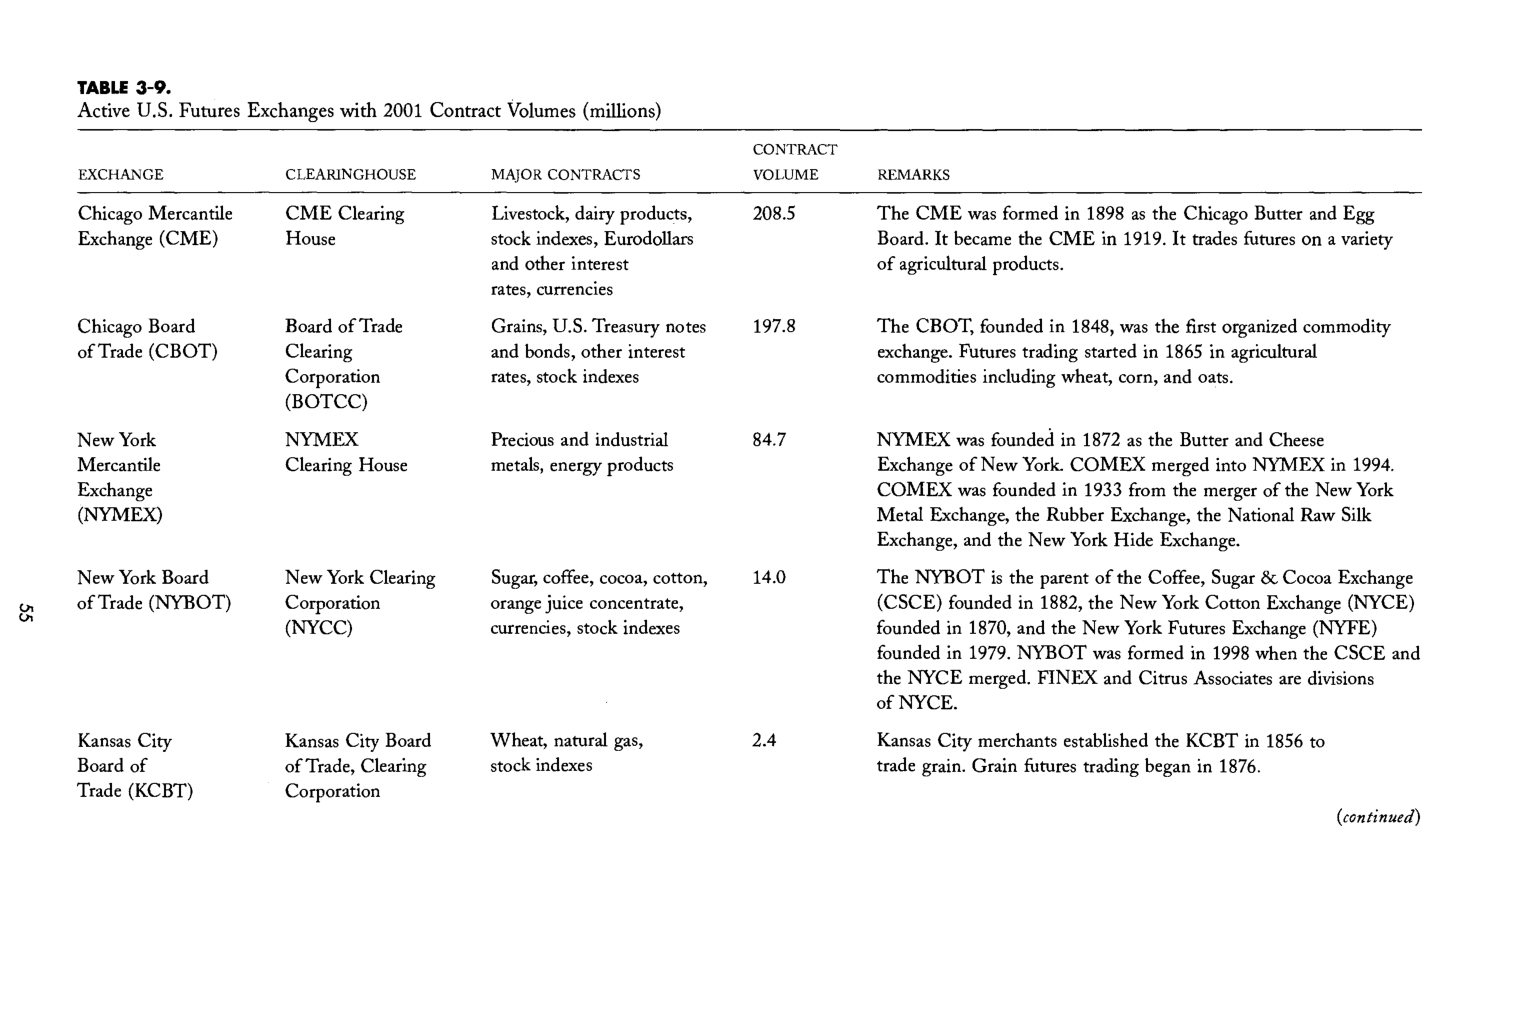 TABLE 3-9.
Active U.S. Futures Exchanges with 2001 Contract Volumes (millions)
CONTRACT
EXCHANGE CLEARINGHOUSE MAJOR CONTRACTS VOLUME REMARKS
Chicago Mercantile CME Clearing Livestock, dairy products, 208.5 The CME was formed in 1898 as the Chicago Butter and Egg
Exchange (CME) House stock indexes, Eurodollars Board. It became the CME in 1919. It trades futures on a variety
and other interest of agricultural products.
rates, currencies
Chicago Board Board of Trade Grains, U.S. Treasury notes 197.8 The CBOT, founded in 1848, was the first organized commodity
of Trade (CBOT) Clearing and bonds, other interest exchange. Futures trading started in 1865 in agricultural
Corporation rates, stock indexes commodities including wheat, corn, and oats.
(BOTCC)
New York NYMEX Precious and industrial 84.7 NYMEX was founded in 1872 as the Butter and Cheese
Mercantile Clearing House metals, energy products Exchange of New York. COMEX merged into NYMEX in 1994.
Exchange COMEX was founded in 1933 from the merger of the New York
(NYMEX) Metal Exchange, the Rubber Exchange, the National Raw Silk
Exchange, and the New York Hide Exchange.
New York Board New York Clearing Sugar, coffee, cocoa, cotton, 14.0 The NYBOT is the parent of the Coffee, Sugar & Cocoa Exchange
of Trade (NYBOT) Corporation orange juice concentrate, (CSCE) founded in 1882, the New York Cotton Exchange (NYCE)
(NYCC) currencies, stock indexes founded in 1870, and the New York Futures Exchange (NYFE)
founded in 1979. NYBOT was formed in 1998 when the CSCE and
the NYCE merged. FINEX and Citrus Associates are divisions
of NYCE.
Kansas City Kansas City Board Wheat, natural gas, 2.4 Kansas City merchants established the KCBT in 1856 to
Board of of Trade, Clearing stock indexes trade grain. Grain futures trading began in 1876.
Trade (KCBT) Corporation
(continued)
55